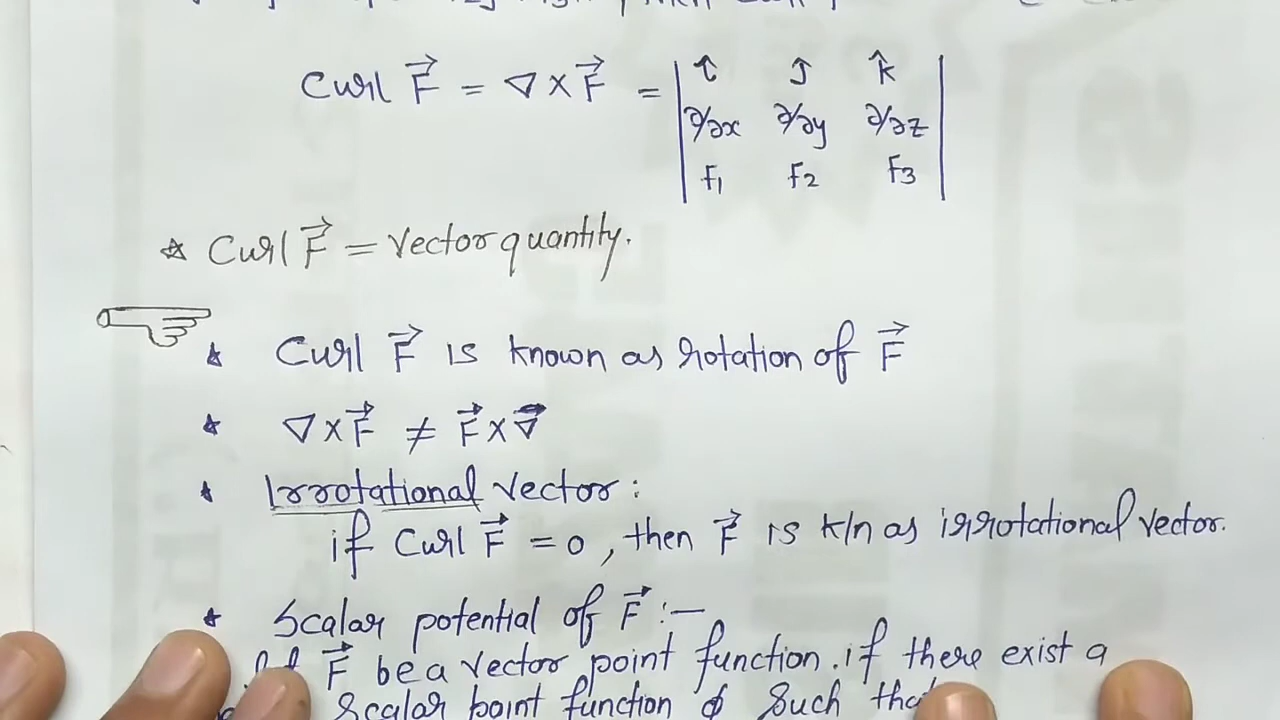 Curl F⃗ = ∇ × F⃗ = | î ĵ k̂ |
| ∂/∂x ∂/∂y ∂/∂z |
| F₁ F₂ F₃ |
☆ Curl F⃗ = Vector quantity.
★ Curl F⃗ is known as rotation of F⃗
★ ∇ × F⃗ ≠ F⃗ × ∇⃗
★ Irrotational Vector :
if Curl F⃗ = 0 , then F⃗ is k/n as irrotational vector.
★ Scalar potential of F⃗ :—
F⃗ be a vector point function . if there exist a
Scalar point function ϕ such